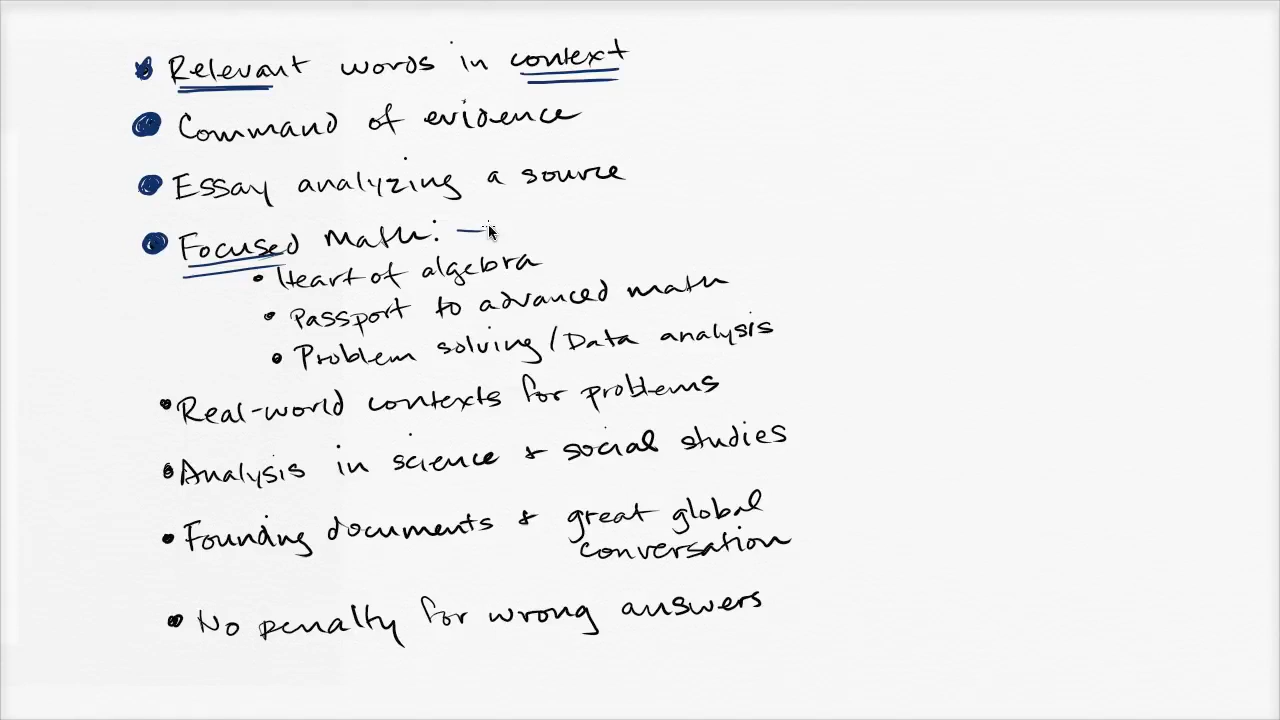 Relevant words in context
Command of evidence
Essay analyzing a source
Focused Math:
• Heart of algebra
• Passport to advanced math
• Problem solving/Data analysis
• Real-world contexts for problems
• Analysis in science & social studies
• Founding documents & great global
conversation
• No penalty for wrong answers